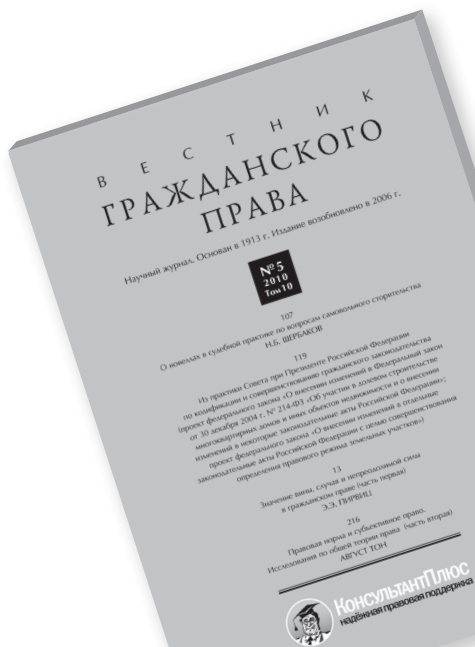 ВЕСТНИК
ГРАЖДАНСКОГО
ПРАВА
Научный журнал. Основан в 1913 г. Издание возобновлено в 2006 г.
№ 5
2010
Том 10
107
О новеллах в судебной практике по вопросам самовольного сторительства
Н.Б. ЩЕРБАКОВ
119
Из практики Совета при Президенте Российской Федерации
по кодификации и совершенствованию гражданского законодательства
(проект федерального закона «О внесении изменений в Федеральный закон
от 30 декабря 2004 г. № 214-ФЗ «Об участии в долевом строительстве
многоквартирных домов и иных объектов недвижимости и о внесении
изменений в некоторые законодательные акты Российской Федерации»;
проект федерального закона «О внесении изменений в отдельные
законодательные акты Российской Федерации с целью совершенствования
определения правового режима земельных участков»)
13
Значение вины, случая и непреодолимой силы
в гражданском праве (часть первая)
Э.Э. ПИРВИЦ
216
Правовая норма и субъективное право.
Исследования по общей теории права (часть вторая)
АВГУСТ ТОН
КонсультантПлюс
надёжная правовая поддержка